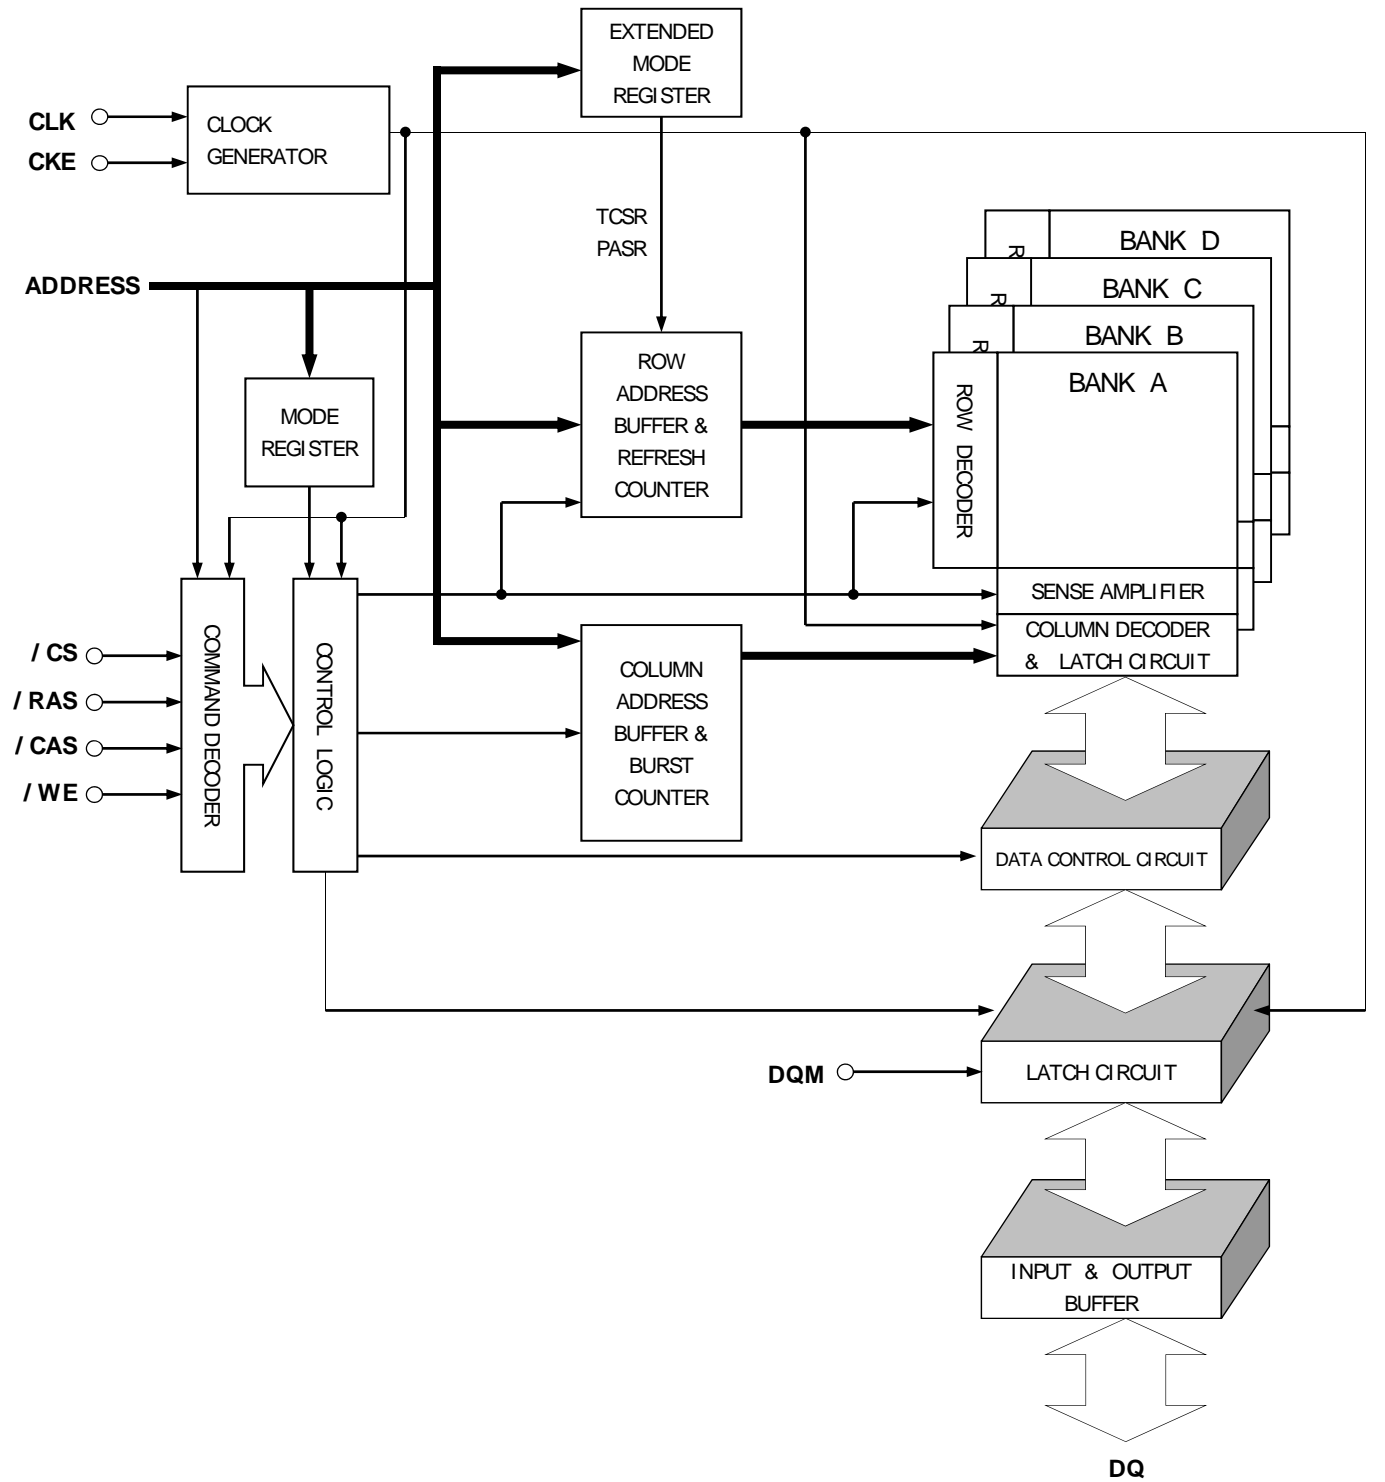 EXTENDED
MODE
REGISTER
CLK
CKE
CLOCK
GENERATOR
TCSR
PASR
ADDRESS
R
BANK D
R
BANK C
R
BANK B
BANK A
ROW DECODER
MODE
REGISTER
ROW
ADDRESS
BUFFER &
REFRESH
COUNTER
SENSE AMPLIFIER
COLUMN DECODER
& LATCH CIRCUIT
/ CS
/ RAS
/ CAS
/ WE
COMMAND DECODER
CONTROL LOGIC
COLUMN
ADDRESS
BUFFER &
BURST
COUNTER
DATA CONTROL CIRCUIT
DQM
LATCH CIRCUIT
INPUT & OUTPUT
BUFFER
DQ